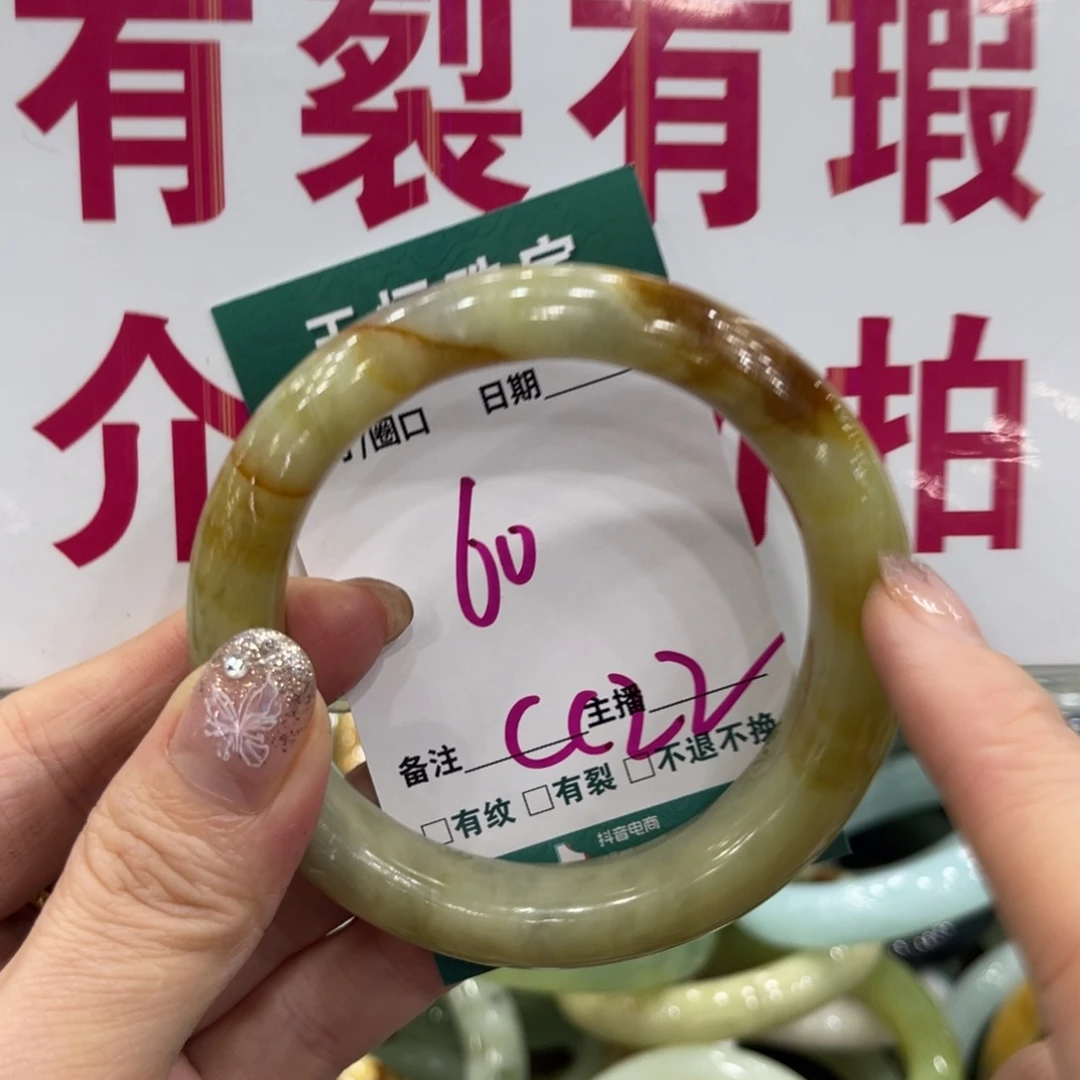 有裂有瑕
介 拍
日期
圈口
60
主播
备注
□有纹 □有裂 □不退不换
抖音电商